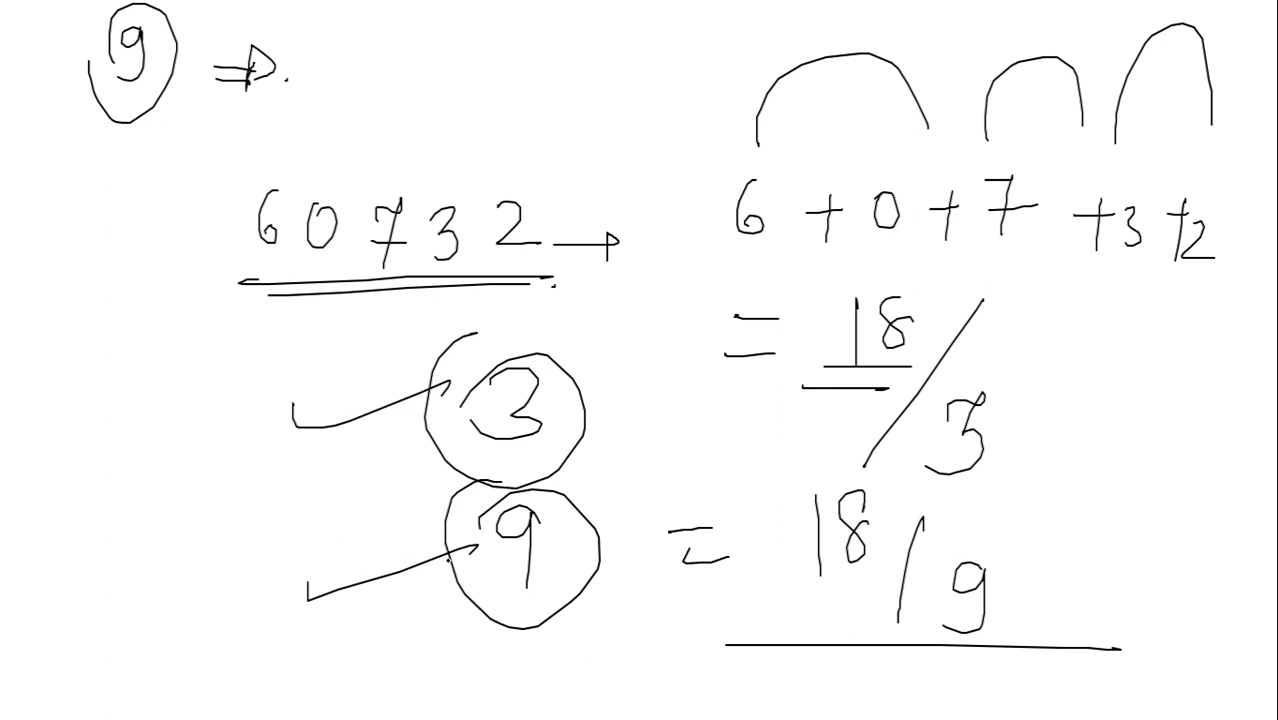 9 ⇒.
60732 → 6+0+7+3+2
= 18/3
3
9 = 18/9